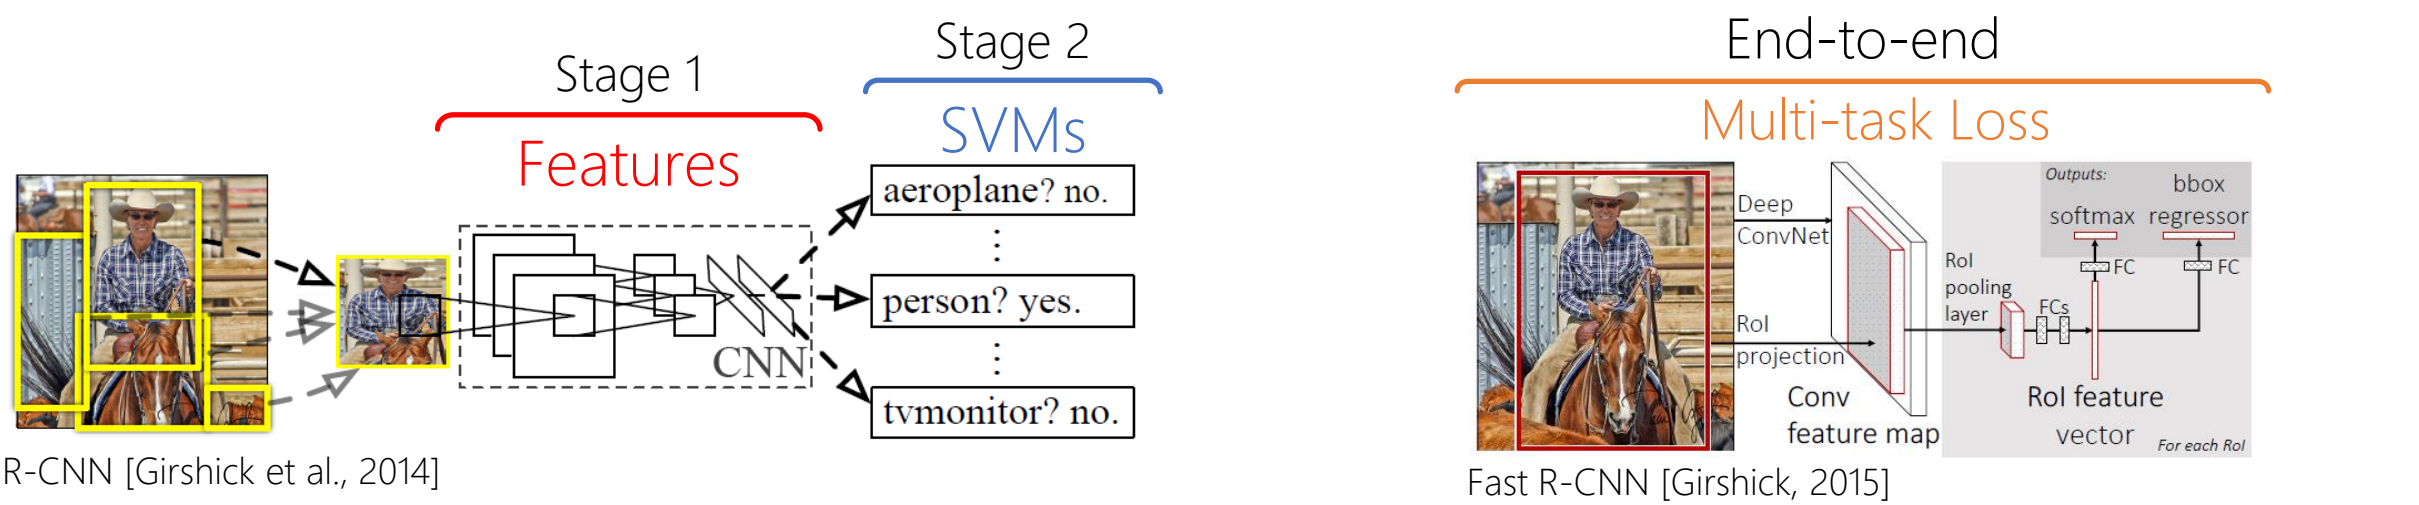 Stage 1
Features
Stage 2
SVMs
aeroplane? no.
person? yes.
tvmonitor? no.
CNN
R-CNN [Girshick et al., 2014]
End-to-end
Multi-task Loss
Deep
ConvNet
RoI
projection
Conv
feature map
RoI
pooling
layer
FCs
Outputs:
softmax
bbox
regressor
FC
FC
RoI feature
vector
For each RoI
Fast R-CNN [Girshick, 2015]